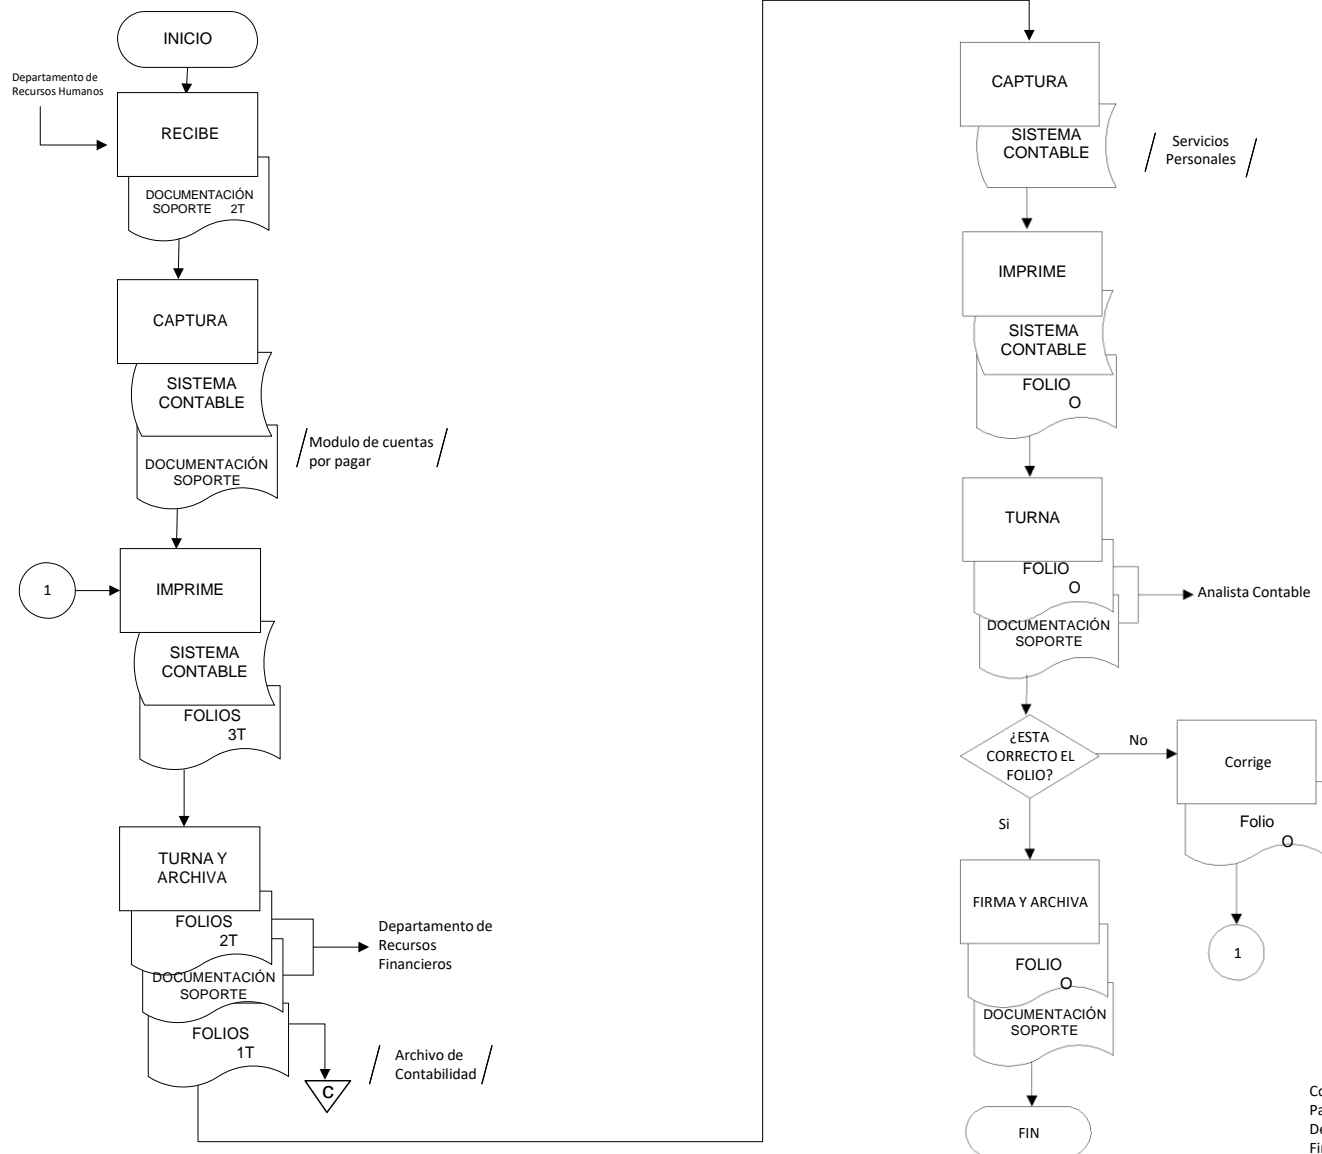 INICIO
Departamento de
Recursos Humanos
RECIBE
DOCUMENTACIÓN
SOPORTE 2T
CAPTURA
SISTEMA
CONTABLE
Modulo de cuentas
por pagar
DOCUMENTACIÓN
SOPORTE
1
IMPRIME
SISTEMA
CONTABLE
FOLIOS
3T
TURNA Y
ARCHIVA
FOLIOS
2T
DOCUMENTACIÓN
SOPORTE
Departamento de
Recursos
Financieros
FOLIOS
1T
C
Archivo de
Contabilidad
CAPTURA
SISTEMA
CONTABLE
Servicios
Personales
IMPRIME
SISTEMA
CONTABLE
FOLIO
O
TURNA
FOLIO
O
DOCUMENTACIÓN
SOPORTE
Analista Contable
¿ESTA
CORRECTO EL
FOLIO?
No
Corrige
Folio
O
1
Si
FIRMA Y ARCHIVA
FOLIO
O
DOCUMENTACIÓN
SOPORTE
FIN